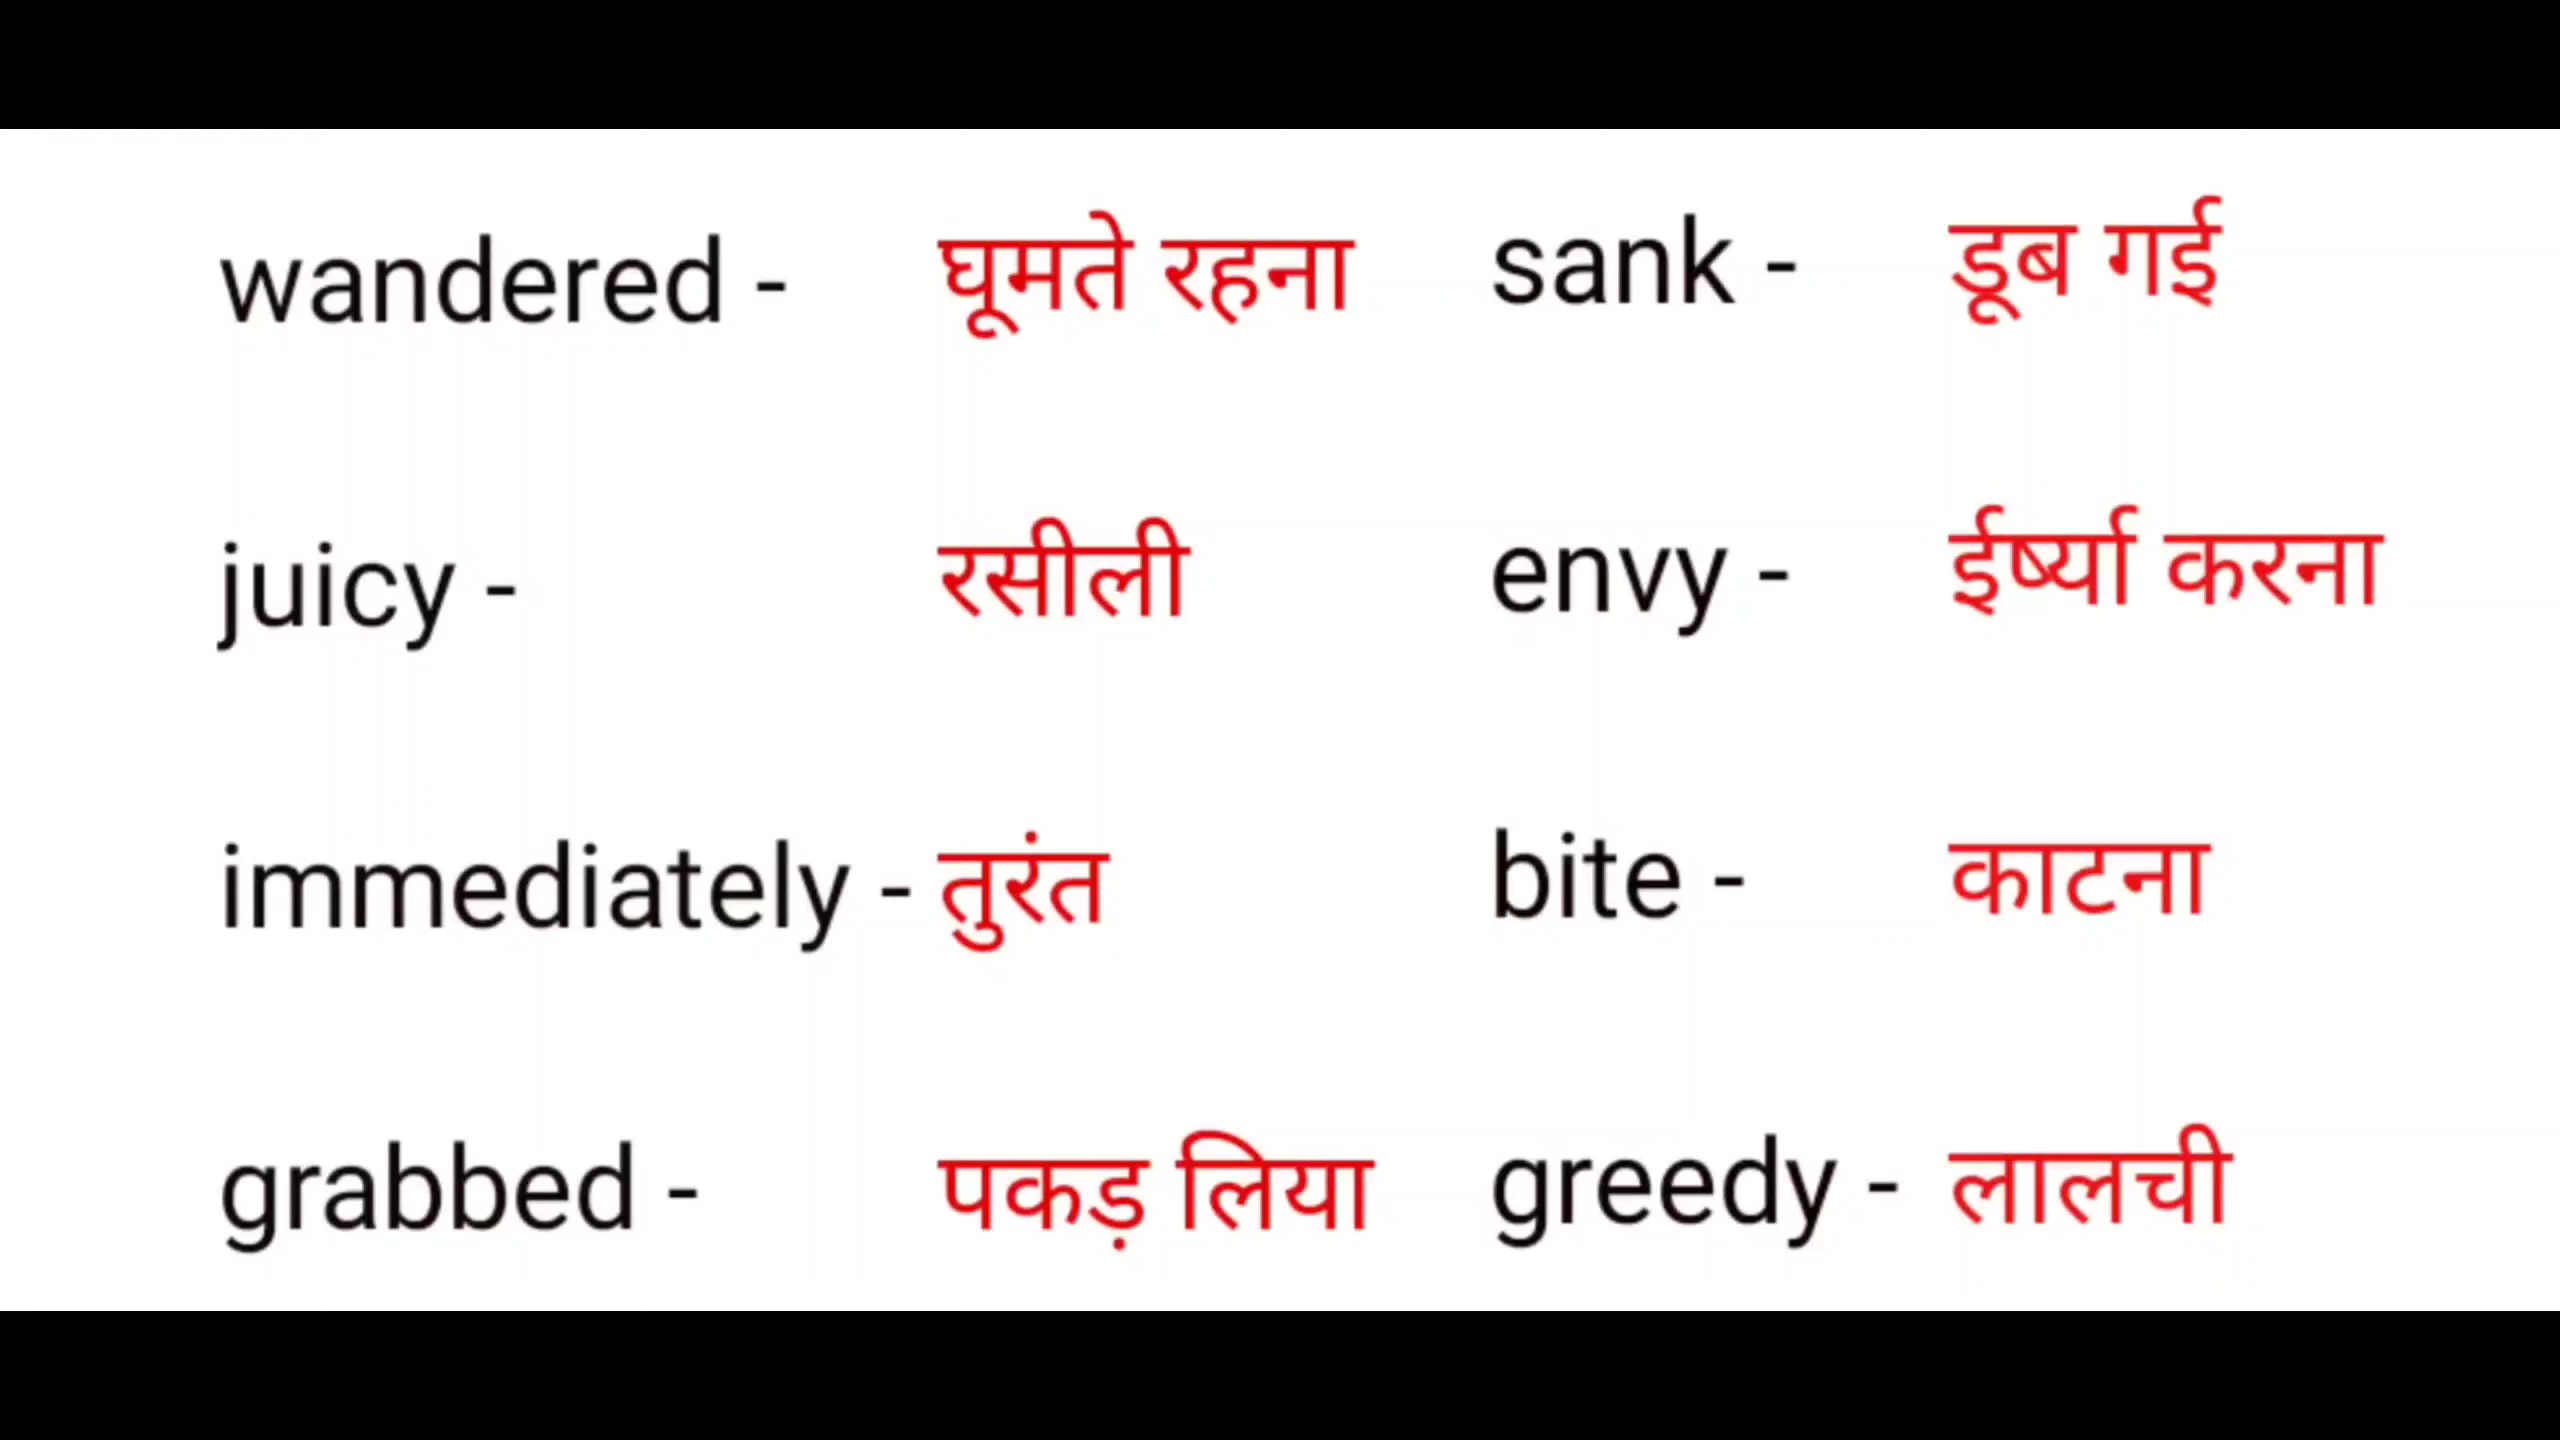 wandered - घूमते रहना
juicy - रसीली
immediately - तुरंत
grabbed - पकड़ लिया
sank - डूब गई
envy - ईर्ष्या करना
bite - काटना
greedy - लालची